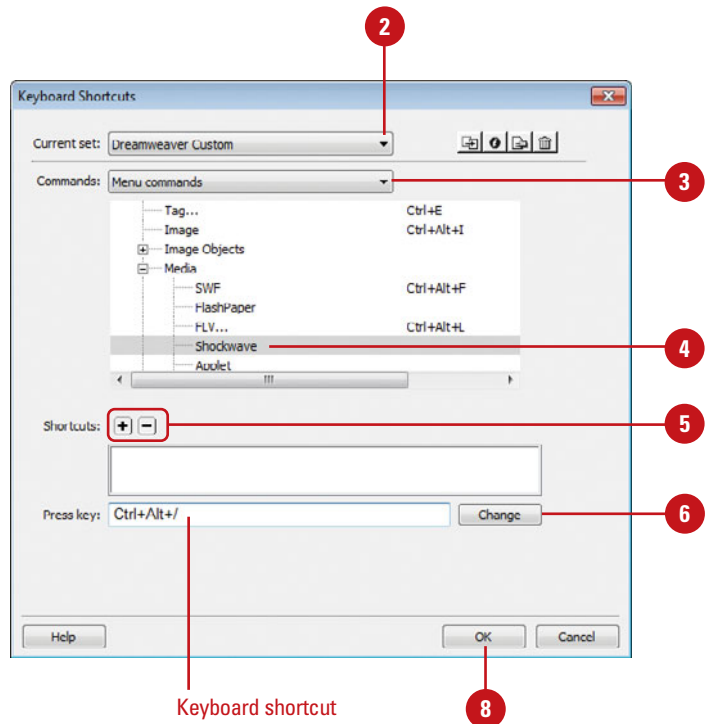 2
Keyboard Shortcuts
Current set: Dreamweaver Custom
Commands: Menu commands
3
Tag... Ctrl+E
Image Ctrl+Alt+I
Image Objects
Media
SWF Ctrl+Alt+F
FlashPaper
FLV... Ctrl+Alt+L
Shockwave
4
Applet
Shortcuts: + −
5
Press key: Ctrl+Alt+/ Change
6
Help OK Cancel
Keyboard shortcut
8